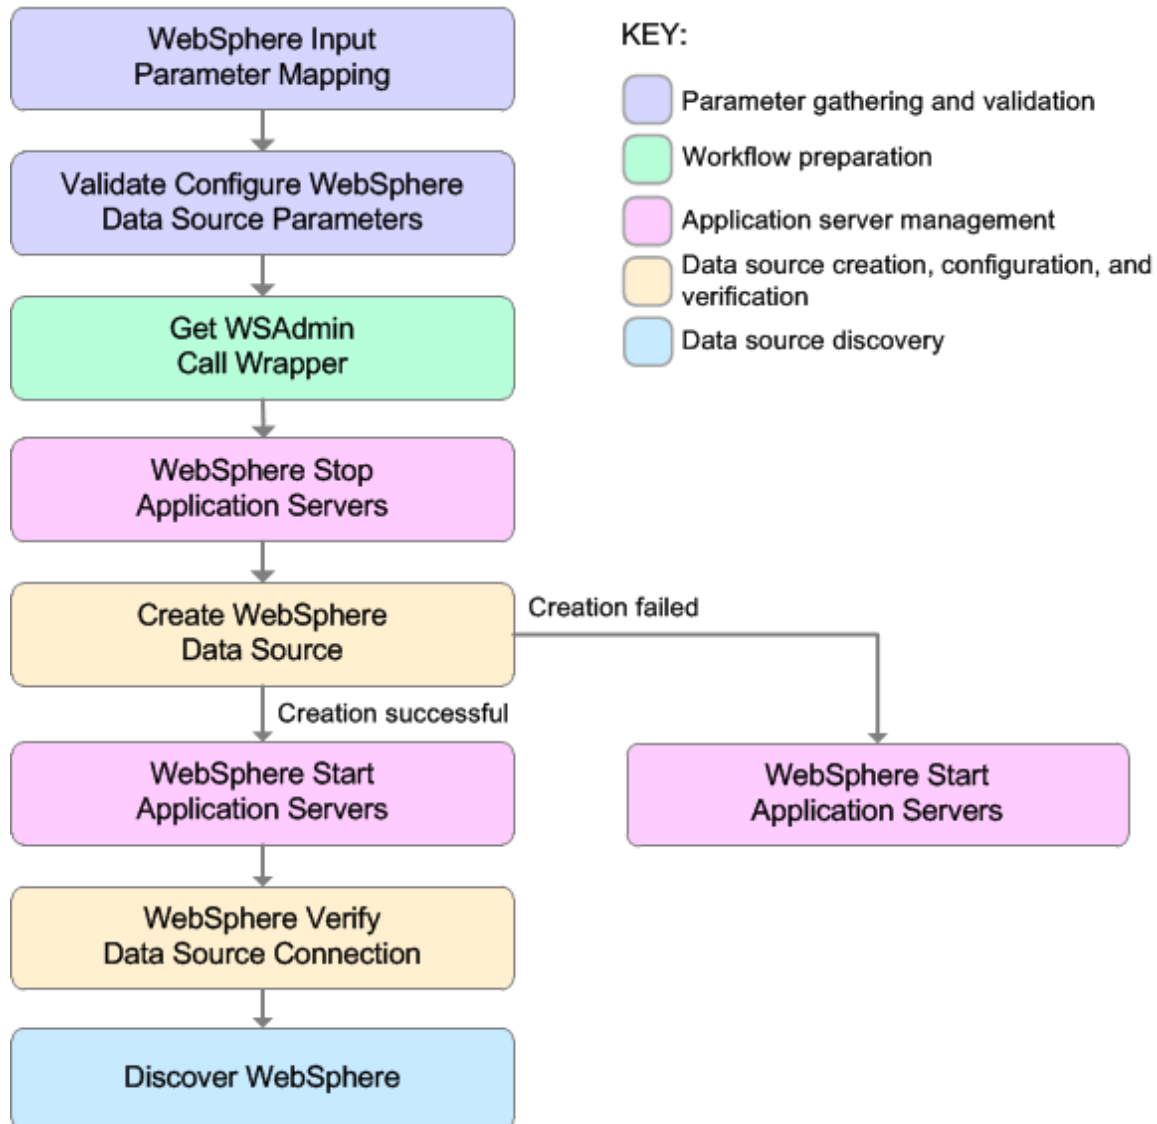 WebSphere Input
Parameter Mapping
Validate Configure WebSphere
Data Source Parameters
Get WSAdmin
Call Wrapper
WebSphere Stop
Application Servers
Create WebSphere
Data Source
Creation failed
Creation successful
WebSphere Start
Application Servers
WebSphere Start
Application Servers
WebSphere Verify
Data Source Connection
Discover WebSphere
KEY:
Parameter gathering and validation
Workflow preparation
Application server management
Data source creation, configuration, and
verification
Data source discovery